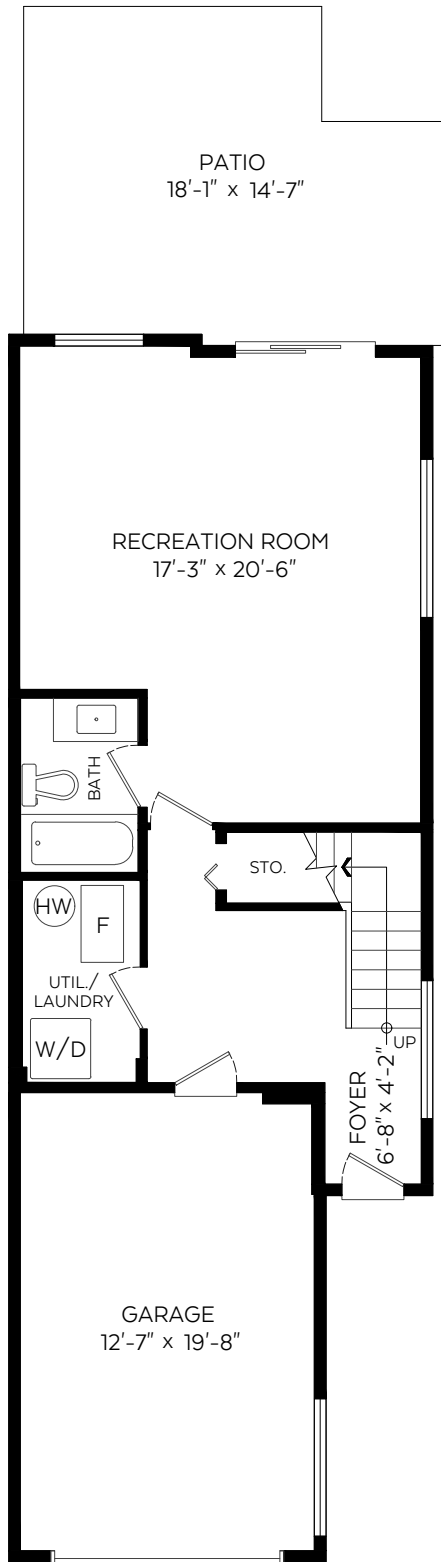 PATIO
18'-1" x 14'-7"
RECREATION ROOM
17'-3" x 20'-6"
BATH
STO.
HW
F
UTIL./
LAUNDRY
W/D
UP
FOYER
6'-8" x 4'-2"
GARAGE
12'-7" x 19'-8"